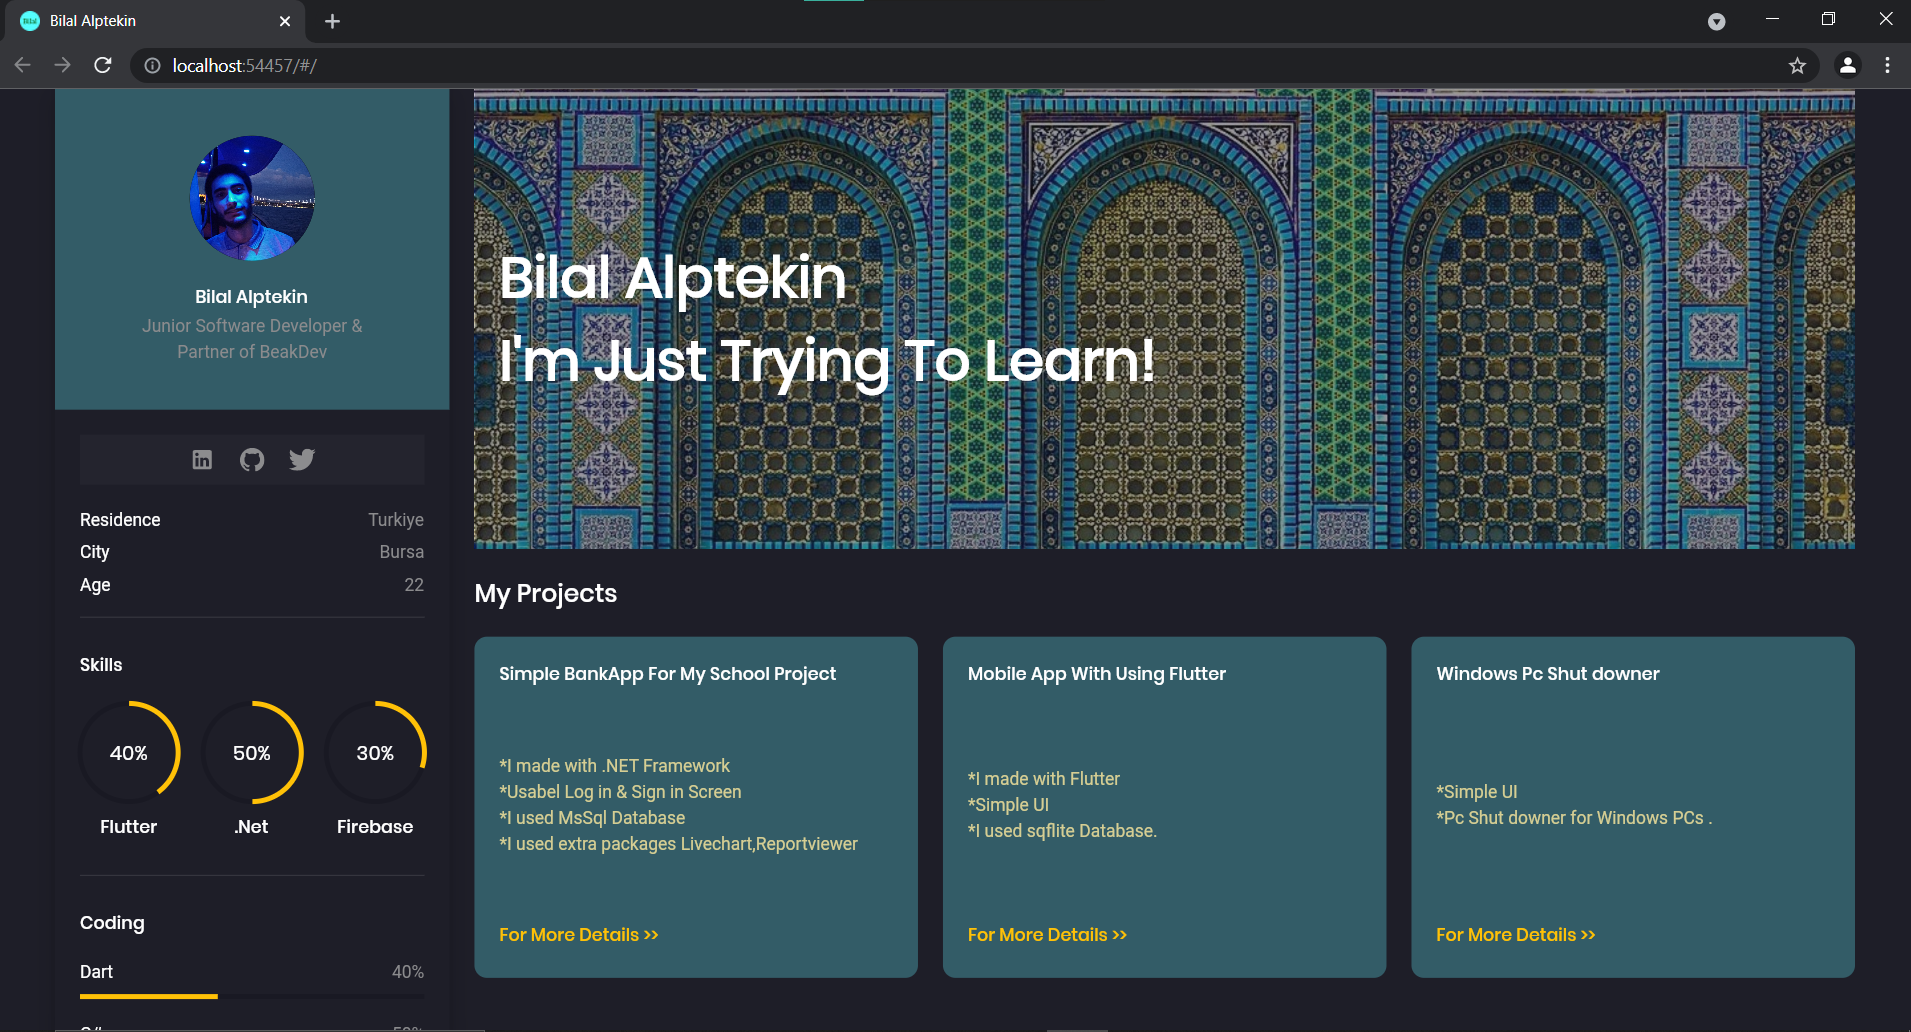 Bilal Alptekin
localhost:54457/#/
Bilal Alptekin
Junior Software Developer &
Partner of BeakDev
Residence Turkiye
City Bursa
Age 22
Skills
40% 50% 30%
Flutter .Net Firebase
Coding
Dart 40%
Bilal Alptekin
I'm Just Trying To Learn!
My Projects
Simple BankApp For My School Project
*I made with .NET Framework
*Usabel Log in & Sign in Screen
*I used MsSql Database
*I used extra packages Livechart,Reportviewer
For More Details >>
Mobile App With Using Flutter
*I made with Flutter
*Simple UI
*I used sqflite Database.
For More Details >>
Windows Pc Shut downer
*Simple UI
*Pc Shut downer for Windows PCs .
For More Details >>